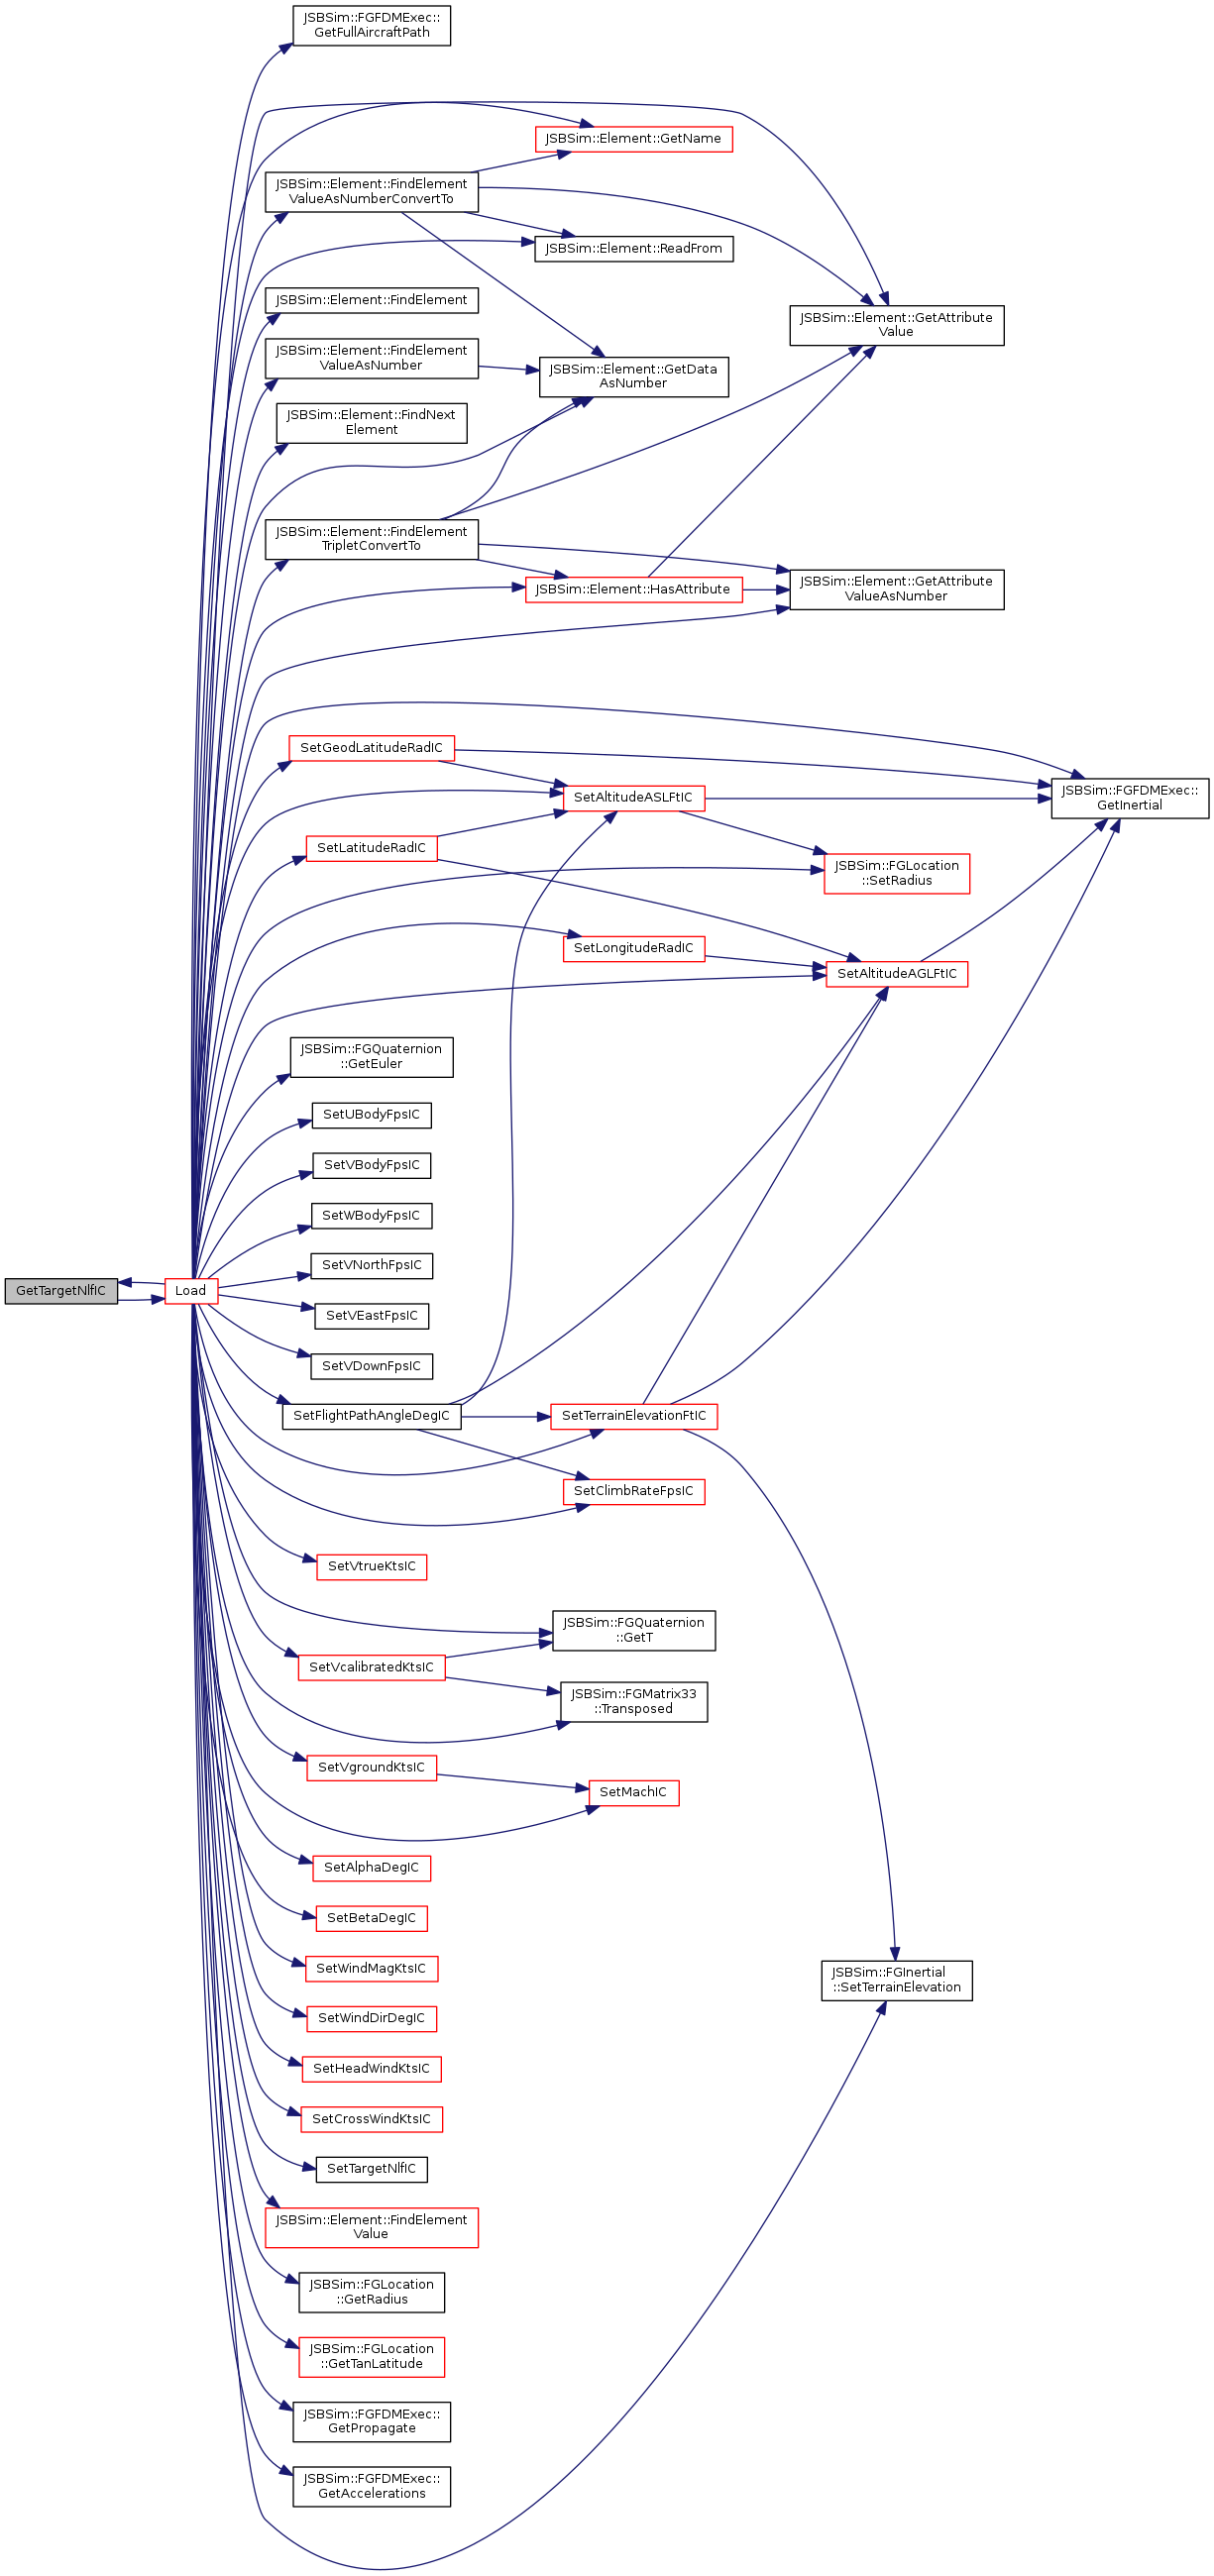 JSBSim::FGFDMExec::
GetFullAircraftPath
JSBSim::Element::GetName
JSBSim::Element::FindElement
ValueAsNumberConvertTo
JSBSim::Element::ReadFrom
JSBSim::Element::FindElement
JSBSim::Element::GetAttribute
Value
JSBSim::Element::FindElement
ValueAsNumber
JSBSim::Element::GetData
AsNumber
JSBSim::Element::FindNext
Element
JSBSim::Element::FindElement
TripletConvertTo
JSBSim::Element::HasAttribute
JSBSim::Element::GetAttribute
ValueAsNumber
SetGeodLatitudeRadIC
SetAltitudeASLFtIC
JSBSim::FGFDMExec::
GetInertial
SetLatitudeRadIC
JSBSim::FGLocation
::SetRadius
SetLongitudeRadIC
SetAltitudeAGLFtIC
JSBSim::FGQuaternion
::GetEuler
SetUBodyFpsIC
SetVBodyFpsIC
SetWBodyFpsIC
SetVNorthFpsIC
GetTargetNlfIC
Load
SetVEastFpsIC
SetVDownFpsIC
SetFlightPathAngleDegIC
SetTerrainElevationFtIC
SetClimbRateFpsIC
SetVtrueKtsIC
JSBSim::FGQuaternion
::GetT
SetVcalibratedKtsIC
JSBSim::FGMatrix33
::Transposed
SetVgroundKtsIC
SetMachIC
SetAlphaDegIC
SetBetaDegIC
SetWindMagKtsIC
JSBSim::FGInertial
::SetTerrainElevation
SetWindDirDegIC
SetHeadWindKtsIC
SetCrossWindKtsIC
SetTargetNlfIC
JSBSim::Element::FindElement
Value
JSBSim::FGLocation
::GetRadius
JSBSim::FGLocation
::GetTanLatitude
JSBSim::FGFDMExec::
GetPropagate
JSBSim::FGFDMExec::
GetAccelerations